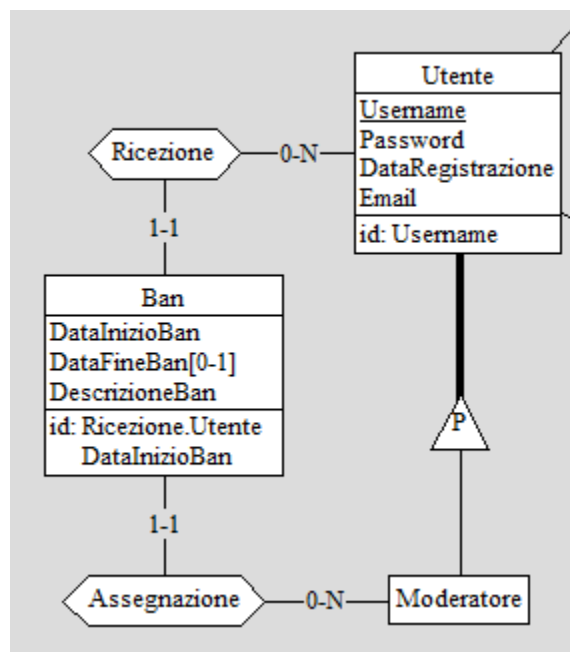 Utente
Username
Password
DataRegistrazione
Email
id: Username
Ricezione
0-N
1-1
Ban
DataInizioBan
DataFineBan[0-1]
DescrizioneBan
id: Ricezione.Utente
DataInizioBan
P
1-1
Assegnazione
0-N
Moderatore